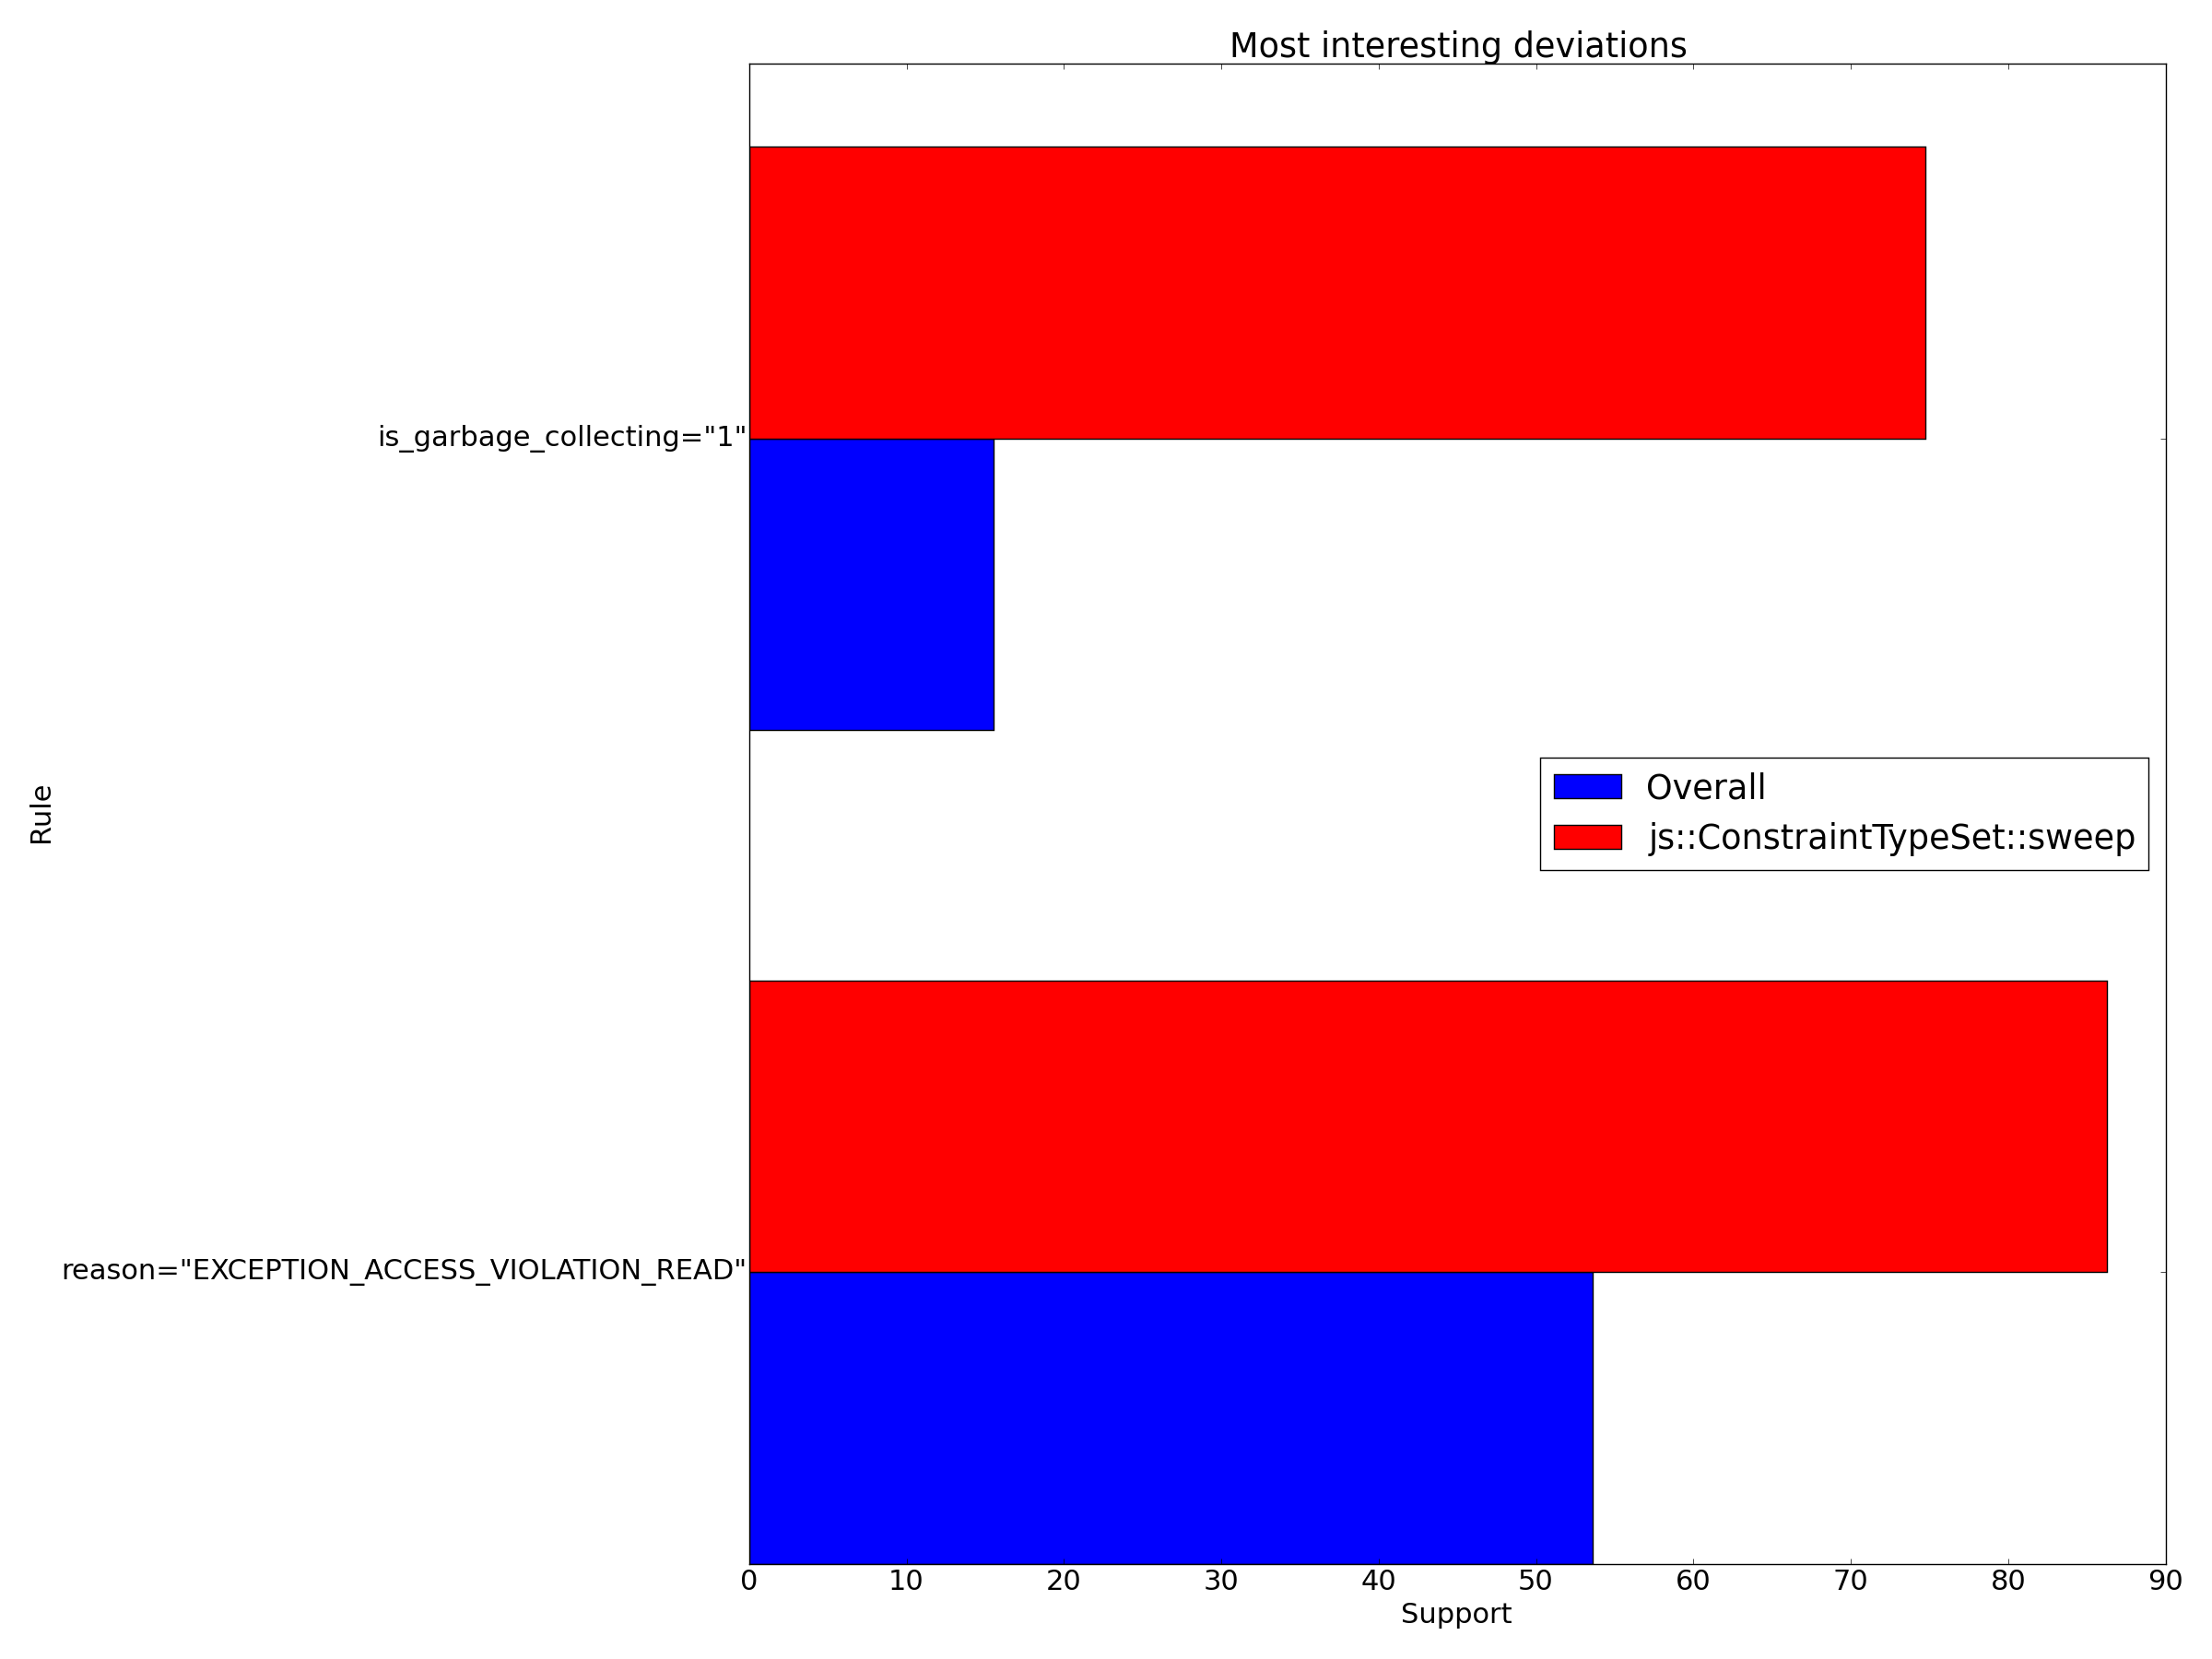 Most interesting deviations
is_garbage_collecting="1"
Rule
Overall
js::ConstraintTypeSet::sweep
reason="EXCEPTION_ACCESS_VIOLATION_READ"
0 10 20 30 40 50 60 70 80 90
Support